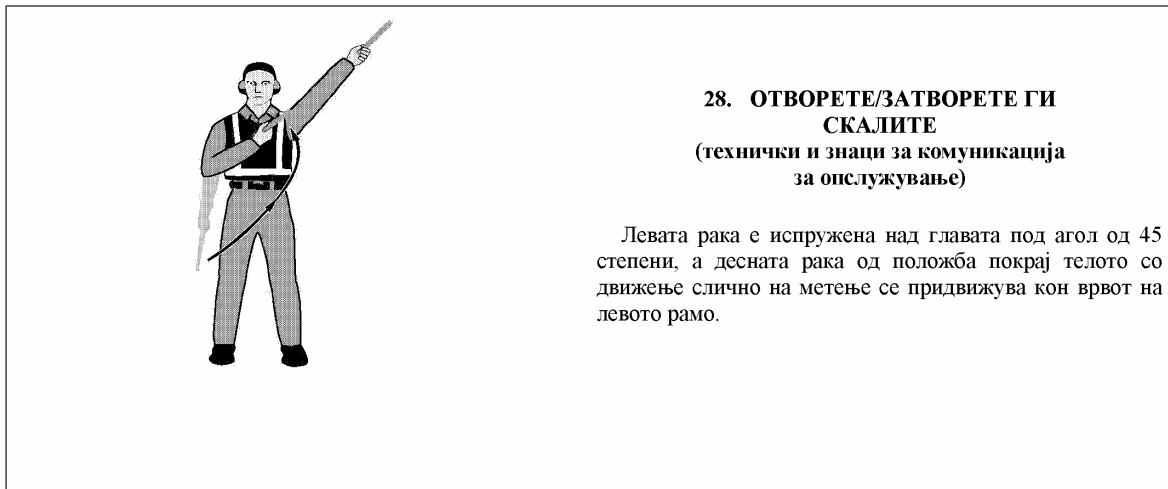 28. ОТВОРЕТЕ/ЗАТВОРЕТЕ ГИ
СКАЛИТЕ
(технички и знаци за комуникација
за опслужување)
Левата рака е испружена над главата под агол од 45
степени, а десната рака од положба покрај телото со
движење слично на метење се придвижува кон врвот на
левото рамо.